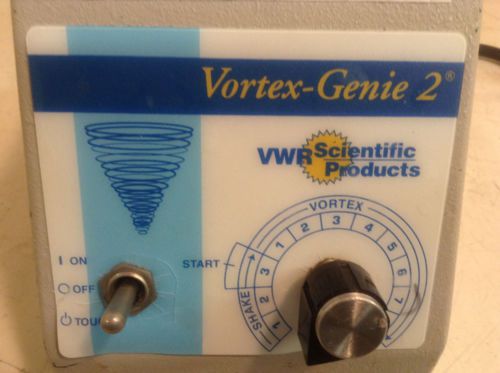 Vortex-Genie 2®
VWR Scientific
Products
VORTEX
1 2 3 4 5 6 7
START
SHAKE
3
2
1
I ON
OFF
TOUC